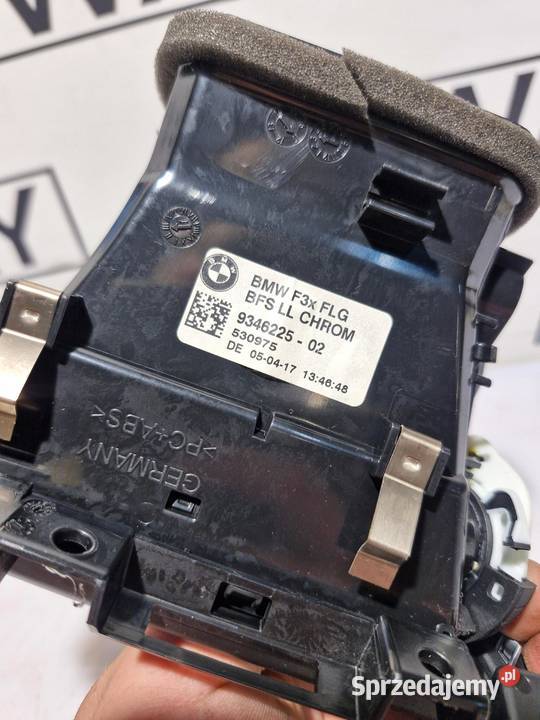 BMW F3x FLG
BFS LL CHROM
9346225 - 02
530975
DE 05-04-17 13:46:48
GERMANY
>PC+ABS<
Sprzedajemy.pl